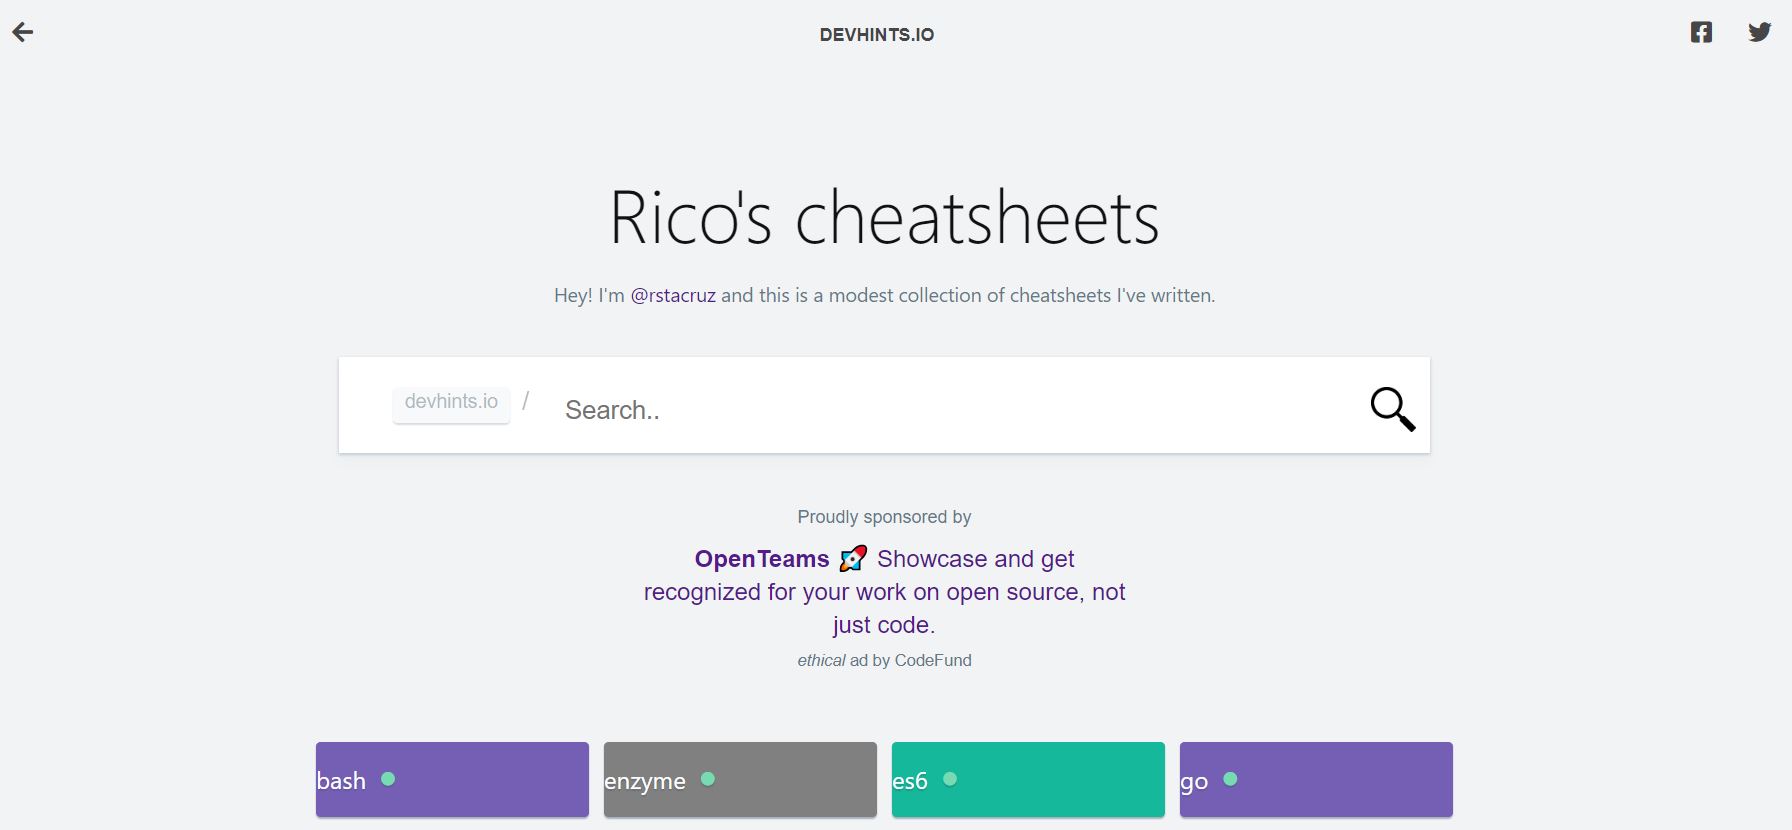 DEVHINTS.IO
Rico's cheatsheets
Hey! I'm @rstacruz and this is a modest collection of cheatsheets I've written.
devhints.io / Search..
Proudly sponsored by
OpenTeams 🚀 Showcase and get
recognized for your work on open source, not
just code.
ethical ad by CodeFund
bash
enzyme
es6
go